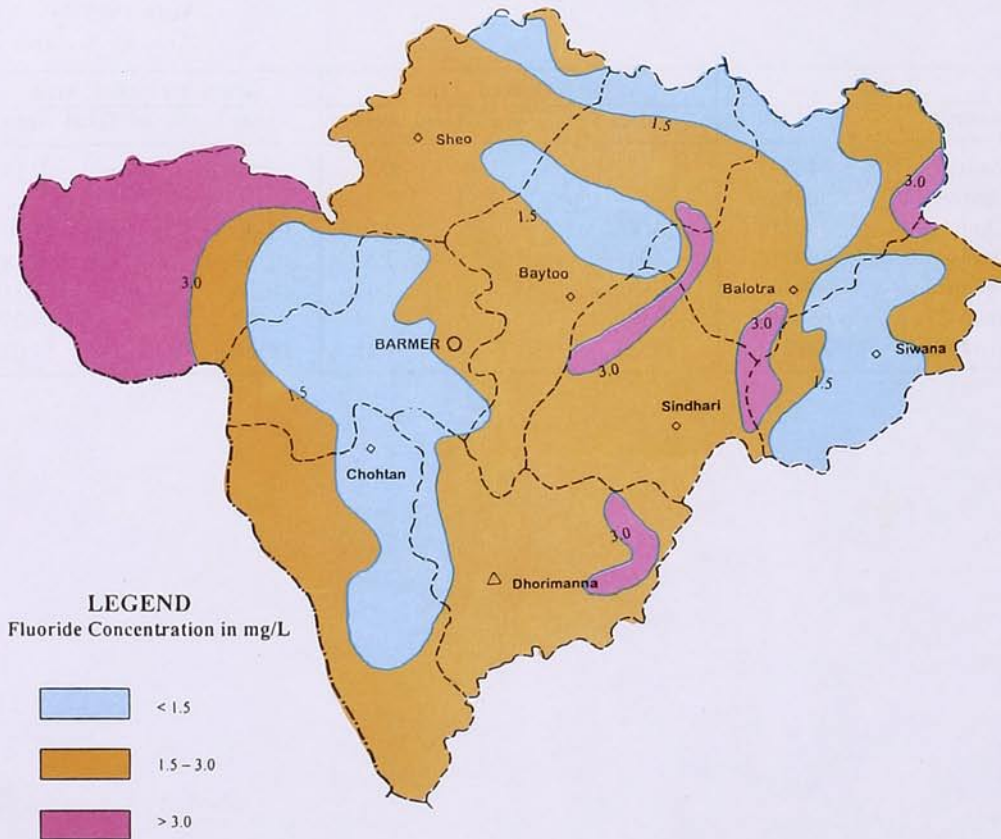 1.5
Sheo
3.0
1.5
3.0
Baytoo
Balotra
3.0
BARMER
Siwana
3.0
1.5
1.5
Sindhari
Chohtan
3.0
Dhorimanna
LEGEND
Fluoride Concentration in mg/L
< 1.5
1.5 – 3.0
> 3.0